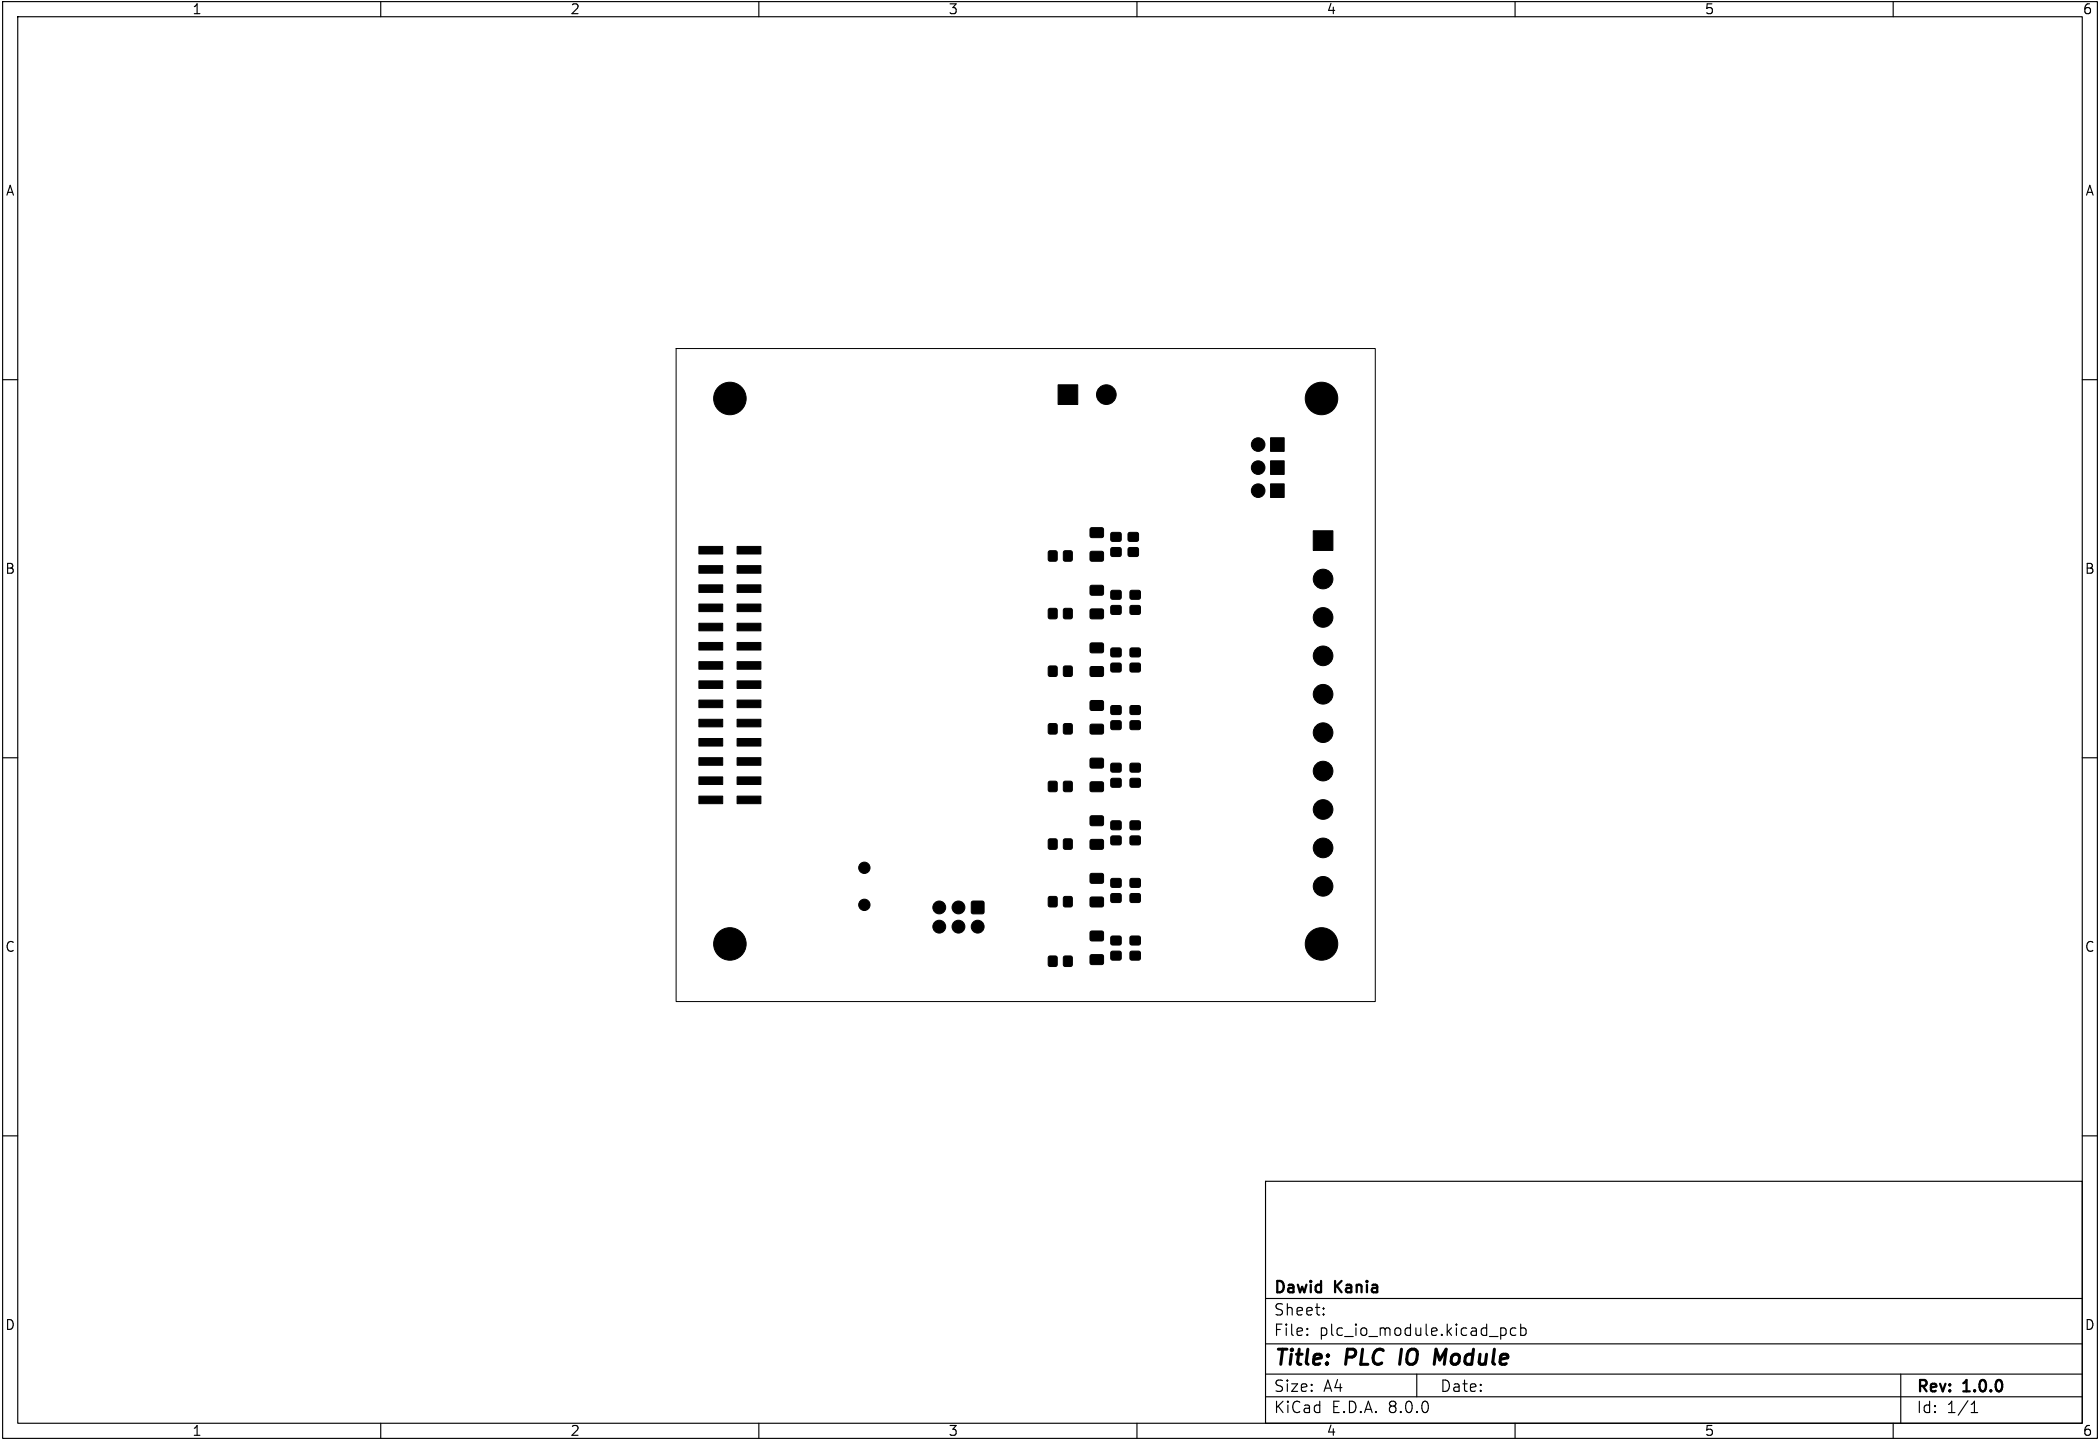 1 2 3 4 5 6
A A
B B
C C
Dawid Kania
Sheet:
File: plc_io_module.kicad_pcb
D D
Title: PLC IO Module
Size: A4 Date: Rev: 1.0.0
KiCad E.D.A. 8.0.0 Id: 1/1
1 2 3 4 5 6